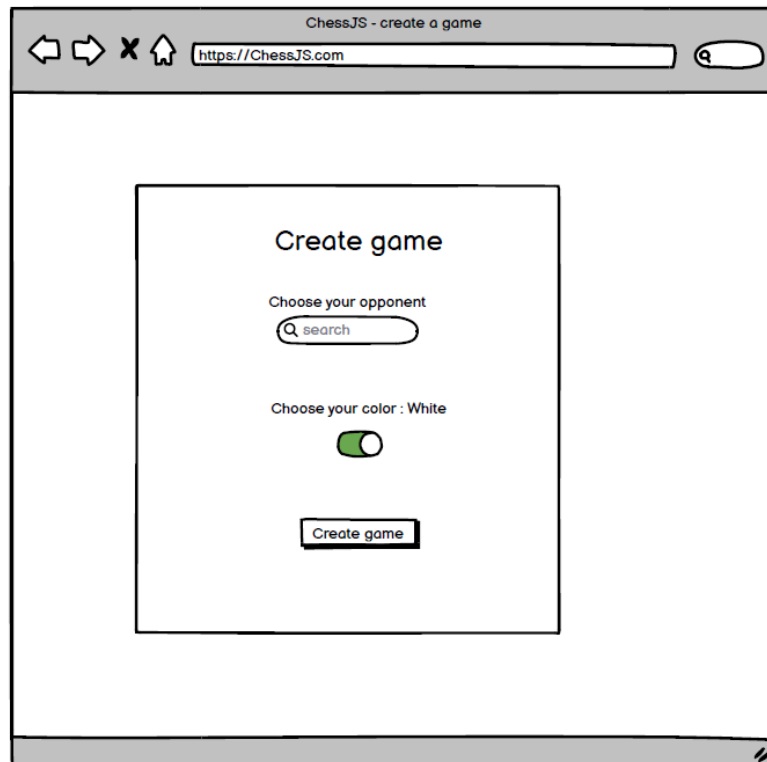 ChessJS - create a game
https://ChessJS.com
Create game
Choose your opponent
search
Choose your color : White
Create game